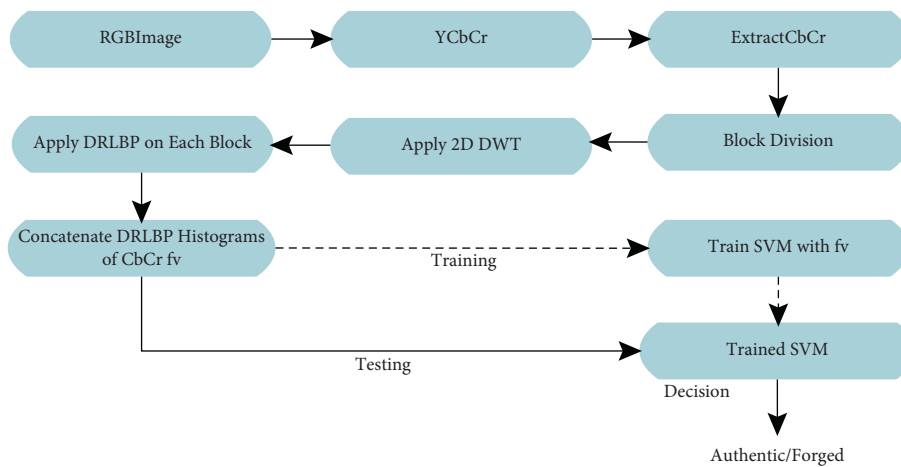 RGBImage
YCbCr
ExtractCbCr
Block Division
Apply 2D DWT
Apply DRLBP on Each Block
Concatenate DRLBP Histograms
of CbCr fv
Training
Train SVM with fv
Testing
Trained SVM
Decision
Authentic/Forged